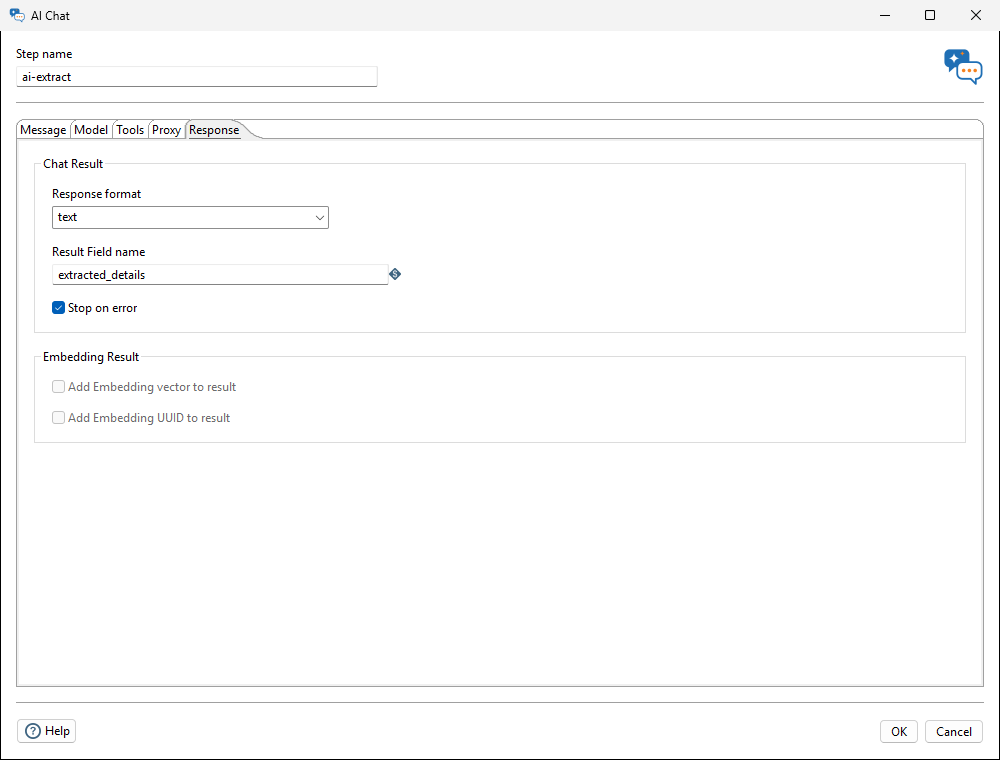 AI Chat
Step name
ai-extract
Message Model Tools Proxy Response
Chat Result
Response format
text
Result Field name
extracted_details
Stop on error
Embedding Result
Add Embedding vector to result
Add Embedding UUID to result
Help OK Cancel